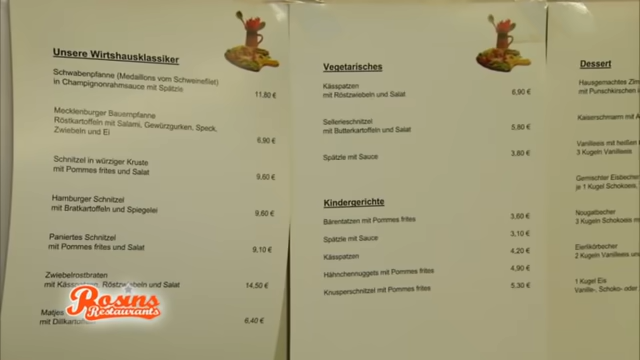 Unsere Wirtshausklassiker
Schwabenpfanne (Medaillons vom Schweinefilet)
in Champignonrahmsauce mit Spätzle
11,80 €
Mecklenburger Bauernpfanne
Röstkartoffeln mit Salami, Gewürzgurken, Speck,
Zwiebeln und Ei
6,90 €
Schnitzel in würziger Kruste
mit Pommes frites und Salat
9,60 €
Hamburger Schnitzel
mit Bratkartoffeln und Spiegelei
9,60 €
Paniertes Schnitzel
mit Pommes frites und Salat
9,10 €
Zwiebelrostbraten
mit Röstzwiebeln und Salat
14,50 €
Matjes
mit
6,40 €
Vegetarisches
Kässpatzen
mit Röstzwiebeln und Salat
6,90 €
Sellerieschnitzel
mit Butterkartoffeln und Salat
5,80 €
Spätzle mit Sauce
3,80 €
Kindergerichte
Bärentatzen mit Pommes frites 3,60 €
Spätzle mit Sauce 3,10 €
Kässpatzen 4,20 €
Hähnchennuggets mit Pommes frites 4,90 €
Knusperschnitzel mit Pommes frites 5,30 €
Dessert
Hausgemachtes
mit Punschkirschen
Kaiserschmarrn mit
Vanilleeis mit heißen
3 Kugeln Vanilleeis
Gemischter Eisbecher
je 1 Kugel
Nougatbecher
3 Kugeln
Eierlikörbecher
2 Kugeln Vanilleeis
1 Kugel Eis
Vanille-, Schoko- oder
Rosins
Restaurants